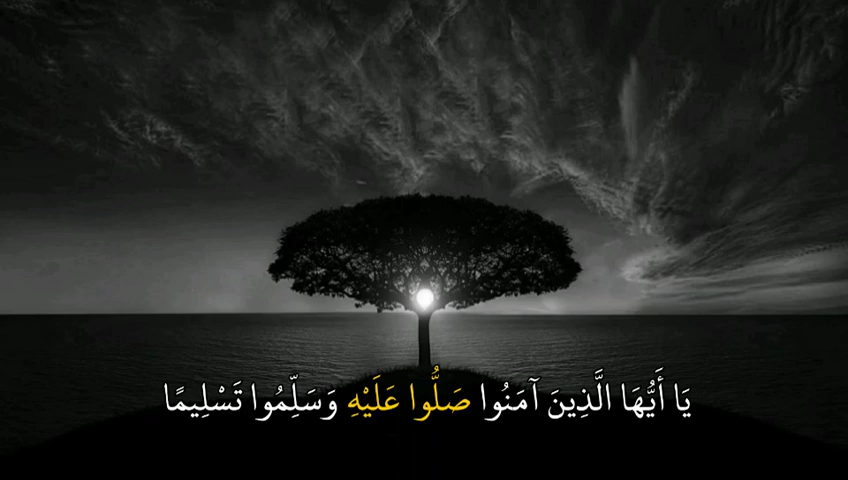 يَا أَيُّهَا الَّذِينَ آمَنُوا صَلُّوا عَلَيْهِ وَسَلِّمُوا تَسْلِيمًا